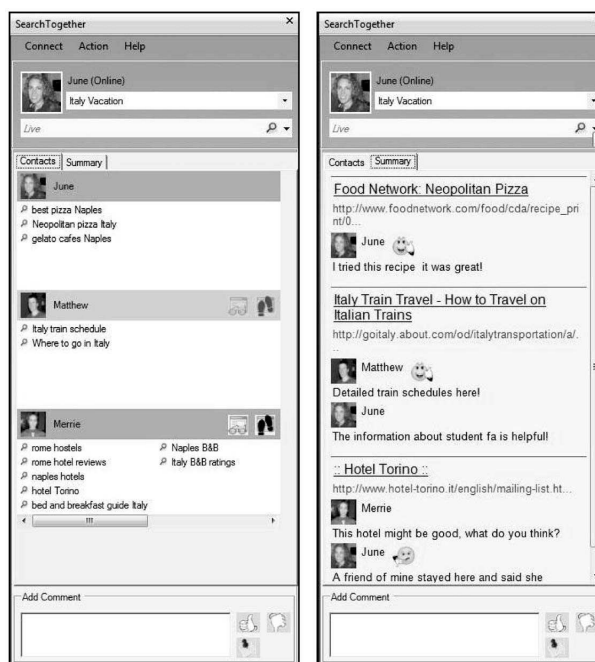 SearchTogether
Connect Action Help
June (Online)
Italy Vacation
Live
Contacts Summary
June
best pizza Naples
Neopolitan pizza Italy
gelato cafes Naples
Matthew
Italy train schedule
Where to go in Italy
Merrie
rome hostels
rome hotel reviews
naples hotels
hotel Torino
bed and breakfast guide Italy
Naples B&B
Italy B&B ratings
Add Comment
SearchTogether
Connect Action Help
June (Online)
Italy Vacation
Live
Contacts Summary
Food Network: Neopolitan Pizza
http://www.foodnetwork.com/food/cda/recipe_pri
nt/0...
June
I tried this recipe it was great!
Italy Train Travel - How to Travel on
Italian Trains
http://goitaly.about.com/od/italytransportation/a/.
..
Matthew
Detailed train schedules here!
June
The information about student fa is helpful!
:: Hotel Torino ::
http://www.hotel-torino.it/english/mailing-list.ht...
Merrie
This hotel might be good, what do you think?
June
A friend of mine stayed here and said she
Add Comment